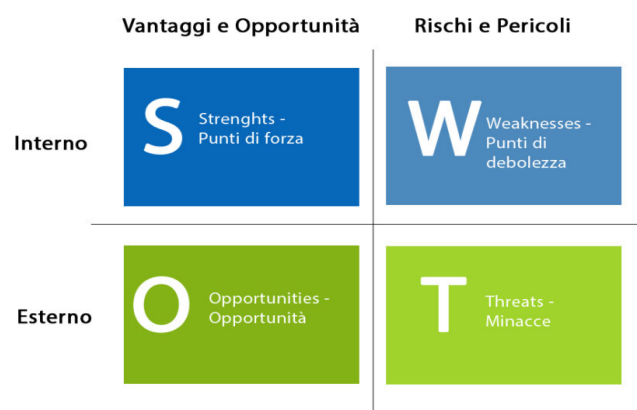 Vantaggi e Opportunità
Rischi e Pericoli
Interno
S
Strenghts -
Punti di forza
W
Weaknesses -
Punti di
debolezza
Esterno
O
Opportunities -
Opportunità
T
Threats -
Minacce